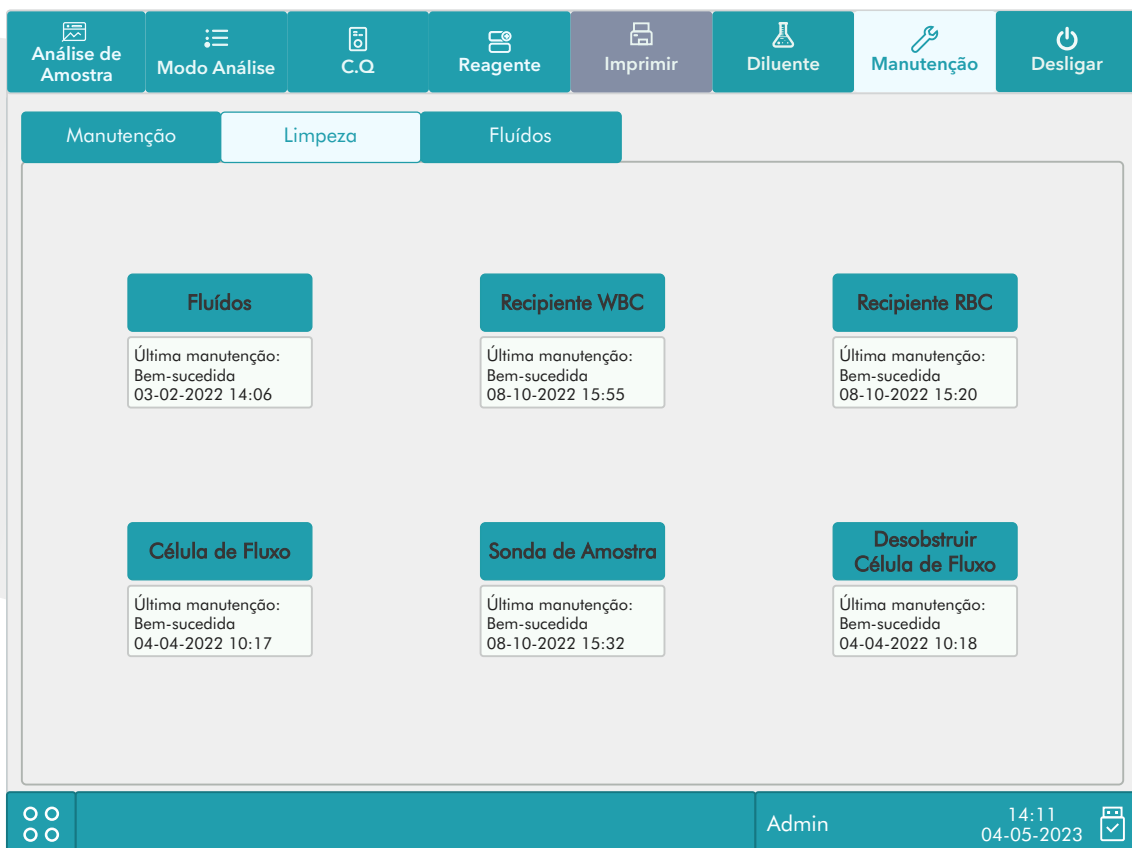 Análise de
Amostra
Modo Análise
C.Q
Reagente
Imprimir
Diluente
Manutenção
Desligar
Manutenção
Limpeza
Fluídos
Fluídos
Recipiente WBC
Recipiente RBC
Última manutenção:
Bem-sucedida
03-02-2022 14:06
Última manutenção:
Bem-sucedida
08-10-2022 15:55
Última manutenção:
Bem-sucedida
08-10-2022 15:20
Célula de Fluxo
Sonda de Amostra
Desobstruir
Célula de Fluxo
Última manutenção:
Bem-sucedida
04-04-2022 10:17
Última manutenção:
Bem-sucedida
08-10-2022 15:32
Última manutenção:
Bem-sucedida
04-04-2022 10:18
Admin
14:11
04-05-2023